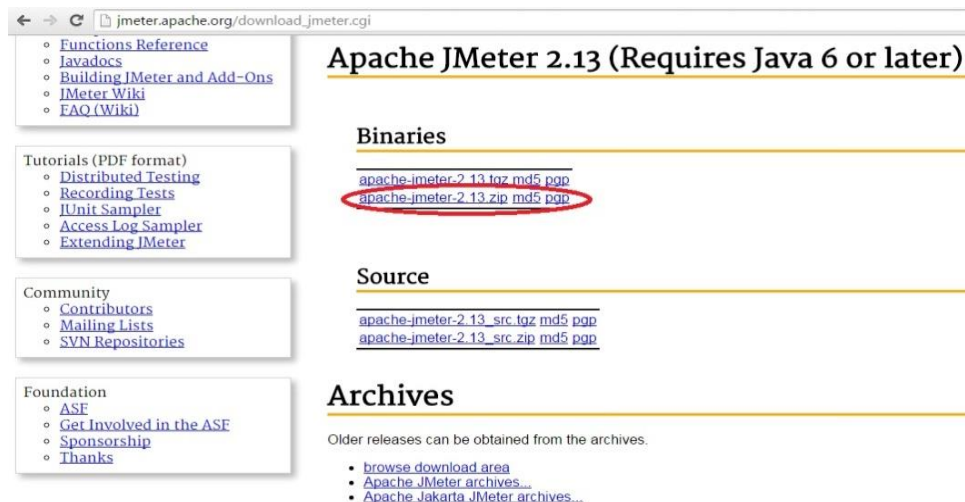 jmeter.apache.org/download_jmeter.cgi
Functions Reference
Javadocs
Building JMeter and Add-Ons
JMeter Wiki
FAQ (Wiki)
Tutorials (PDF format)
Distributed Testing
Recording Tests
JUnit Sampler
Access Log Sampler
Extending JMeter
Community
Contributors
Mailing Lists
SVN Repositories
Foundation
ASF
Get Involved in the ASF
Sponsorship
Thanks
Apache JMeter 2.13 (Requires Java 6 or later)
Binaries
apache-jmeter-2.13.tgz md5 pgp
apache-jmeter-2.13.zip md5 pgp
Source
apache-jmeter-2.13_src.tgz md5 pgp
apache-jmeter-2.13_src.zip md5 pgp
Archives
Older releases can be obtained from the archives.
browse download area
Apache JMeter archives...
Apache Jakarta JMeter archives...